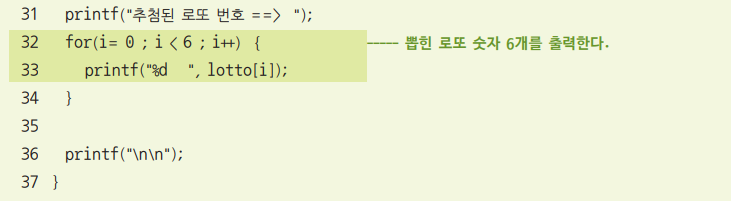 31 printf("추첨된 로또 번호 ==> ");
32 for(i= 0 ; i < 6 ; i++) { ----- 뽑힌 로또 숫자 6개를 출력한다.
33 printf("%d  ", lotto[i]);
34 }
35
36 printf("\n\n");
37 }